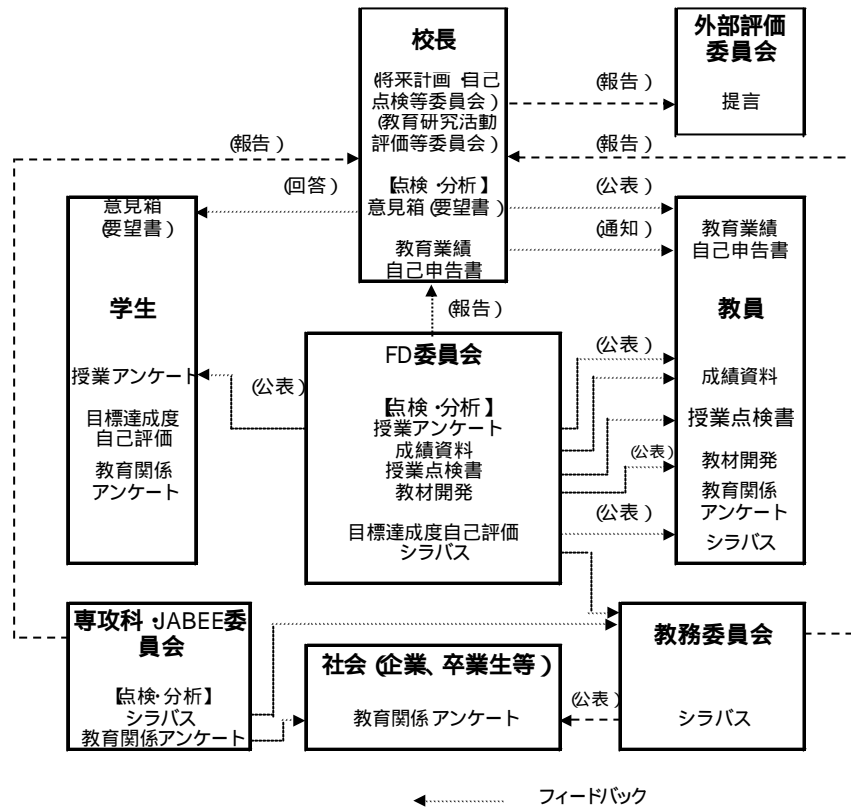 校長
(将来計画・自己
点検等委員会)
(教育研究活動
評価等委員会)
【点検・分析】
意見箱(要望書)
教育業績
自己申告書
外部評価
委員会
提言
(報告)
(報告)
(報告)
(回答)
(公表)
(通知)
意見箱
(要望書)
学生
授業アンケート
目標達成度
自己評価
教育関係
アンケート
(報告)
(公表)
FD委員会
【点検・分析】
授業アンケート
成績資料
授業点検書
教材開発
目標達成度自己評価
シラバス
(公表)
(公表)
(公表)
教育業績
自己申告書
教員
成績資料
授業点検書
教材開発
教育関係
アンケート
シラバス
専攻科・JABEE委
員会
【点検・分析】
シラバス
教育関係アンケート
社会(企業、卒業生等)
教育関係アンケート
(公表)
教務委員会
シラバス
フィードバック